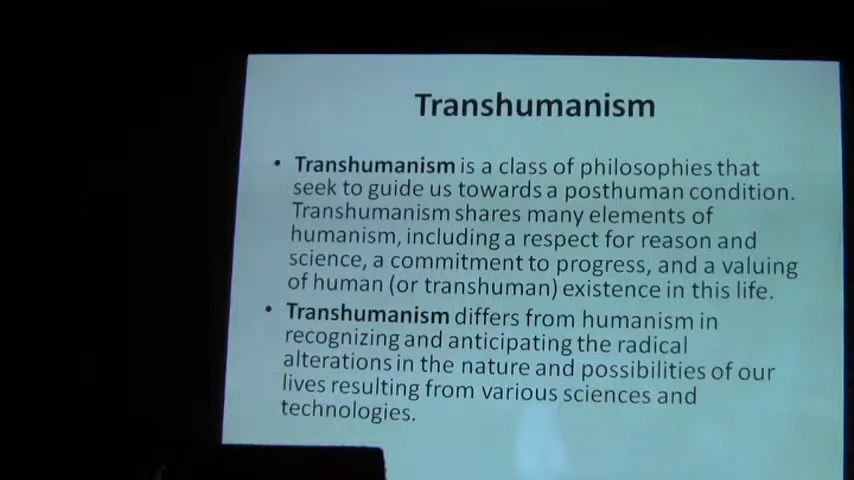 Transhumanism
• Transhumanism is a class of philosophies that
seek to guide us towards a posthuman condition.
Transhumanism shares many elements of
humanism, including a respect for reason and
science, a commitment to progress, and a valuing
of human (or transhuman) existence in this life.
• Transhumanism differs from humanism in
recognizing and anticipating the radical
alterations in the nature and possibilities of our
lives resulting from various sciences and
technologies.